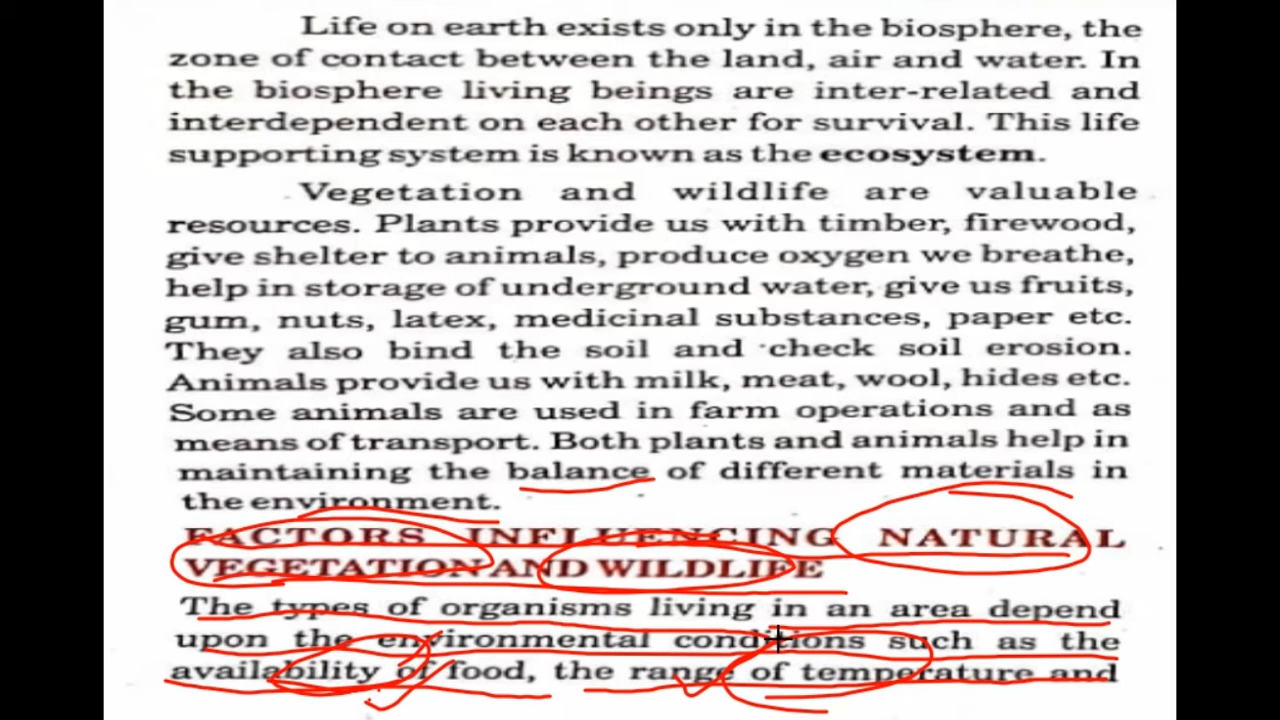 Life on earth exists only in the biosphere, the
zone of contact between the land, air and water. In
the biosphere living beings are inter-related and
interdependent on each other for survival. This life
supporting system is known as the ecosystem.
Vegetation and wildlife are valuable
resources. Plants provide us with timber, firewood,
give shelter to animals, produce oxygen we breathe,
help in storage of underground water, give us fruits,
gum, nuts, latex, medicinal substances, paper etc.
They also bind the soil and check soil erosion.
Animals provide us with milk, meat, wool, hides etc.
Some animals are used in farm operations and as
means of transport. Both plants and animals help in
maintaining the balance of different materials in
the environment.
FACTORS INFLUENCING NATURAL
VEGETATION AND WILDLIFE
The types of organisms living in an area depend
upon the environmental conditions such as the
availability of food, the range of temperature and